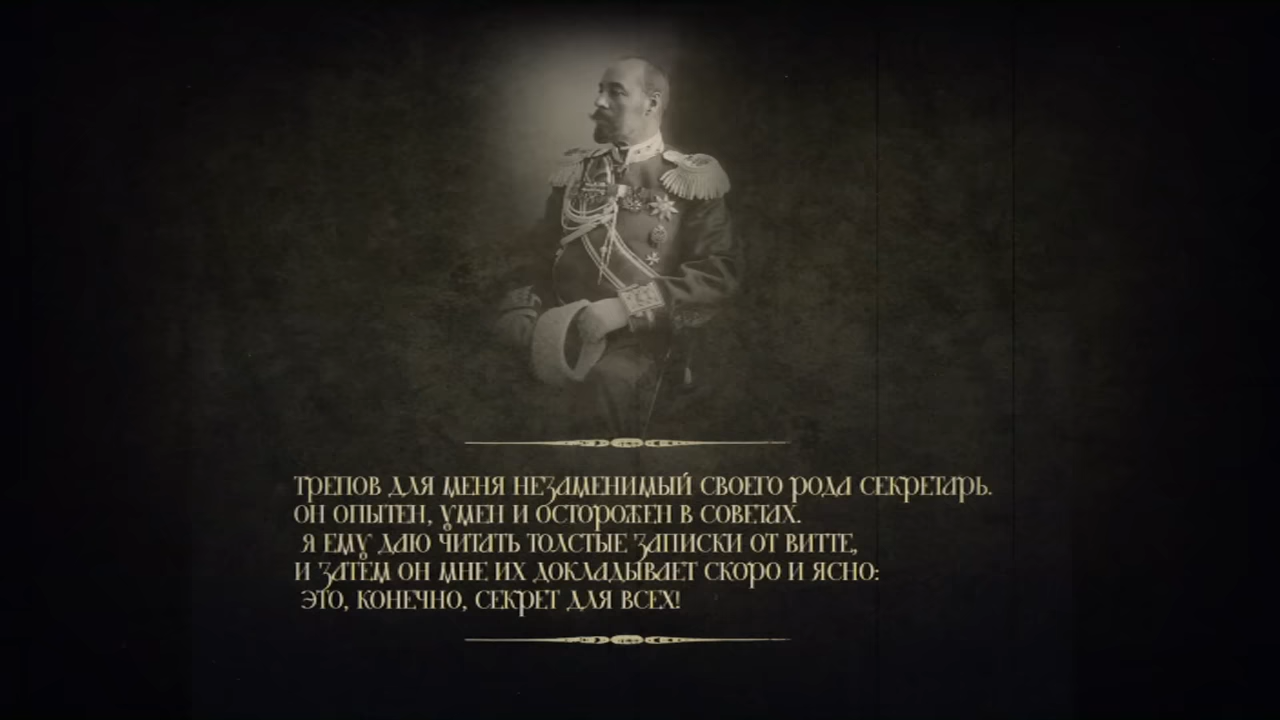 ТРЕПОВ ДЛЯ МЕНЯ НЕЗАМЕНИМЫЙ СВОЕГО РОДА СЕКРЕТАРЬ.
ОН ОПЫТЕН, УМЕН И ОСТОРОЖЕН В СОВЕТАХ.
Я ЕМУ ДАЮ ЧИТАТЬ ТОЛСТЫЕ ЗАПИСКИ ОТ ВИТТЕ,
И ЗАТЕМ ОН МНЕ ИХ ДОКЛАДЫВАЕТ СКОРО И ЯСНО:
ЭТО, КОНЕЧНО, СЕКРЕТ ДЛЯ ВСЕХ!